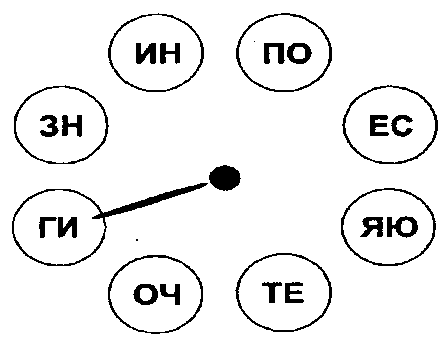 ИН ПО
ЗН ЕС
ГИ ЯЮ
ОЧ ТЕ